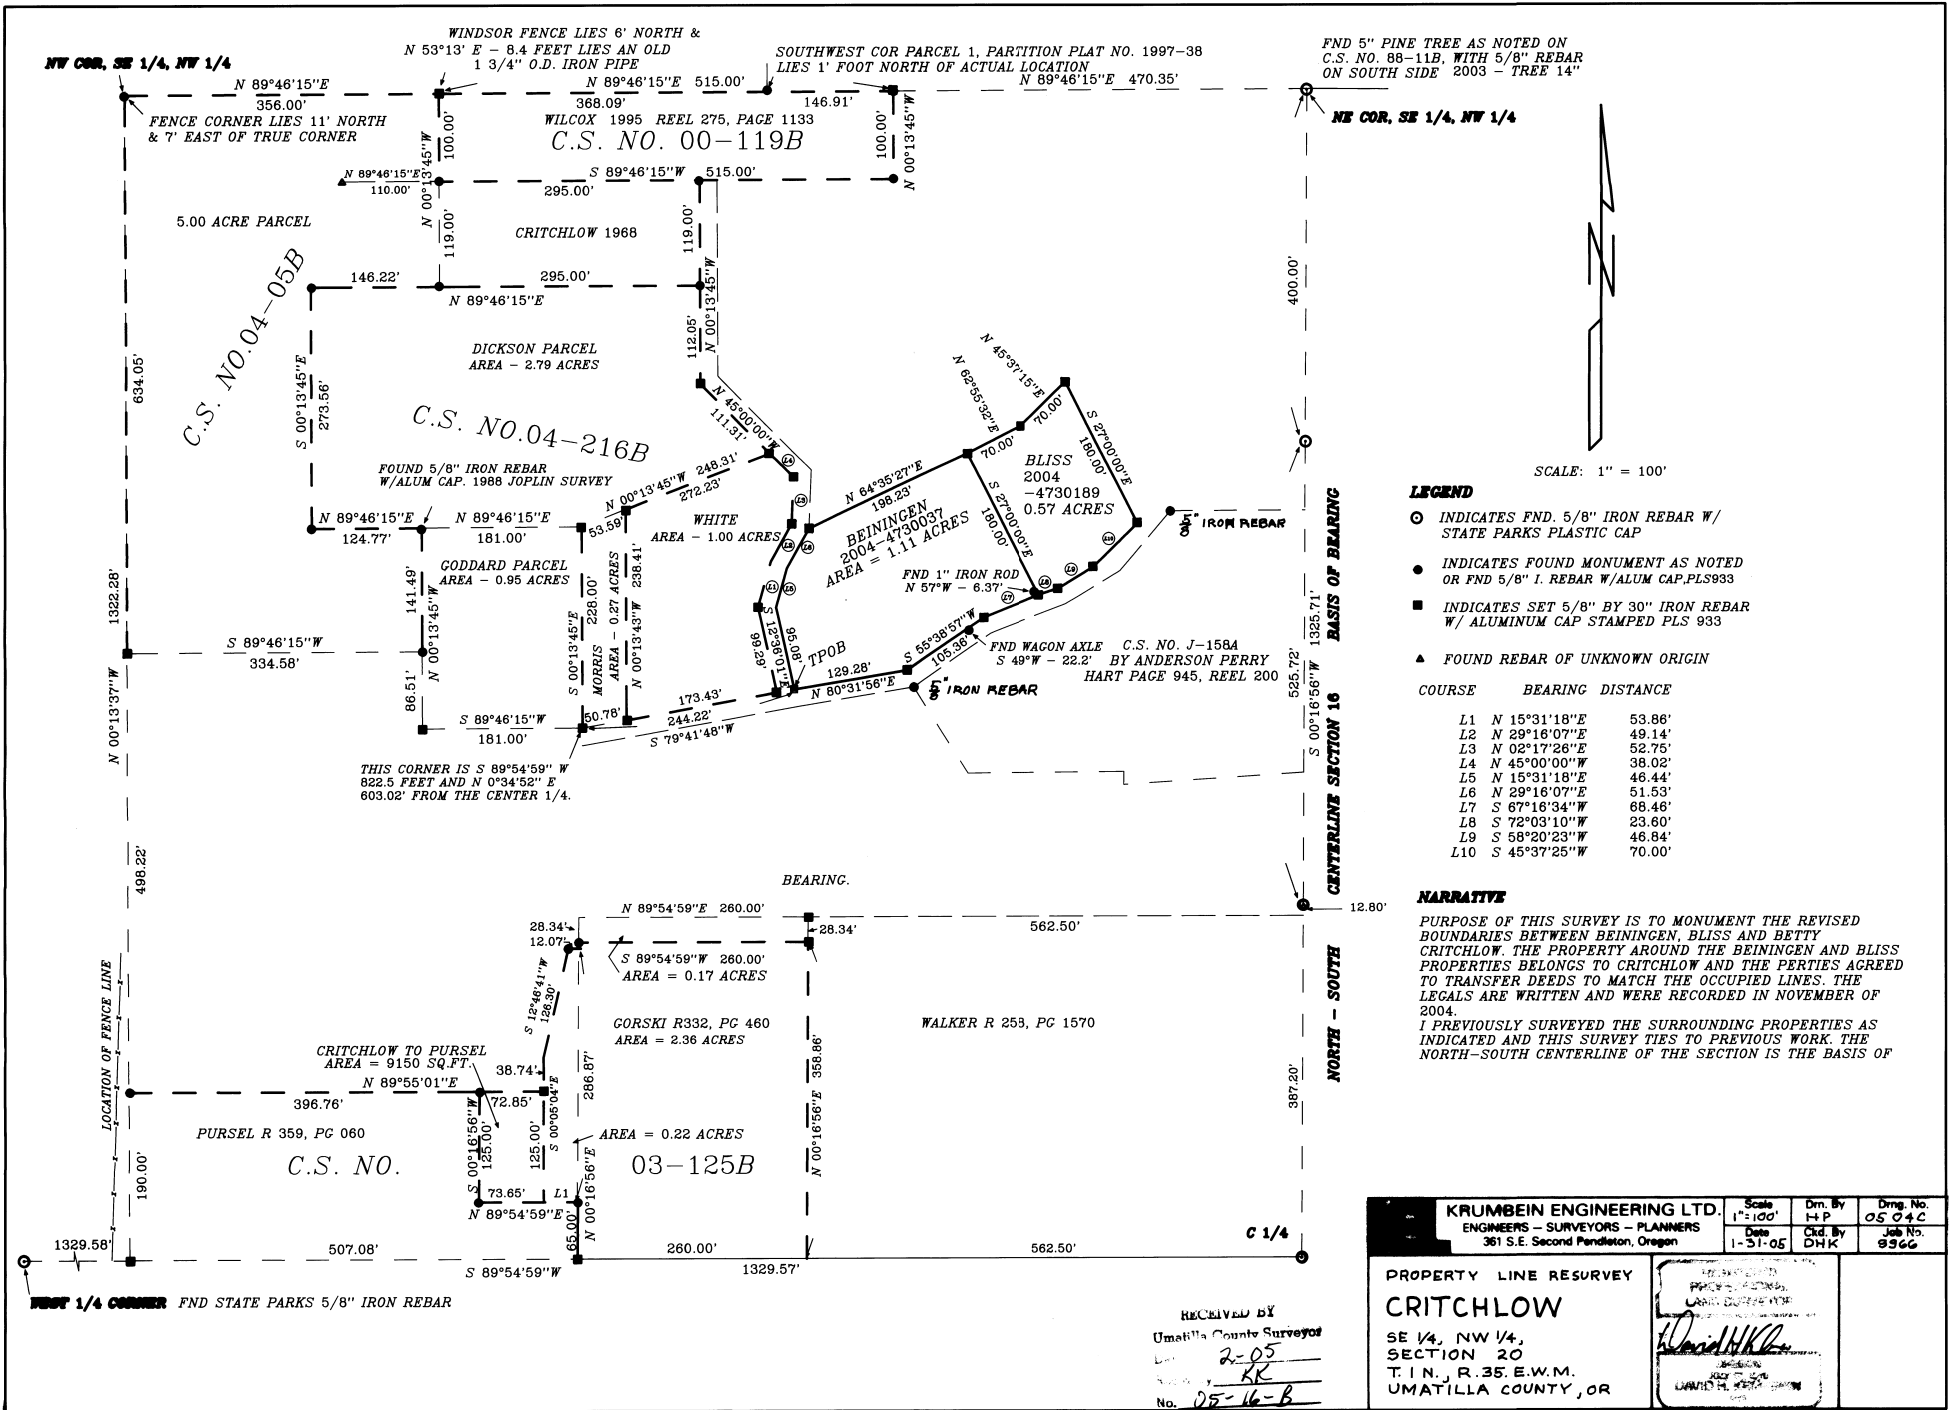 WINDSOR FENCE LIES 6' NORTH &
N 53°13' E – 8.4 FEET LIES AN OLD
1 3/4" O.D. IRON PIPE
SOUTHWEST COR PARCEL 1, PARTITION PLAT NO. 1997-38
LIES 1' FOOT NORTH OF ACTUAL LOCATION
FND 5" PINE TREE AS NOTED ON
C.S. NO. 88-11B, WITH 5/8" REBAR
ON SOUTH SIDE 2003 – TREE 14"
NW COR, SE 1/4, NW 1/4
N 89°46'15"E
356.00'
N 89°46'15"E 515.00'
368.09'
146.91'
N 89°46'15"E 470.35'
NE COR, SE 1/4, NW 1/4
FENCE CORNER LIES 11' NORTH
& 7' EAST OF TRUE CORNER
WILCOX 1995 REEL 275, PAGE 1133
C.S. NO. 00-119B
N 00°13'45"W
100.00'
100.00'
N 00°13'45"W
N 89°46'15"E
110.00'
S 89°46'15"W 515.00'
295.00'
5.00 ACRE PARCEL
CRITCHLOW 1968
119.00'
119.00'
N 00°13'45"W
146.22'
295.00'
N 89°46'15"E
C.S. NO.04-05B
634.05'
400.00'
DICKSON PARCEL
AREA – 2.79 ACRES
112.05'
S 00°13'45"E
273.56'
C.S. NO.04-216B
N 45°00'00"W
111.31'
L4
N 45°37'15"E
70.00'
N 62°55'32"E
70.00'
S 27°00'00"E
180.00'
BLISS
2004
-4730189
0.57 ACRES
FOUND 5/8" IRON REBAR
W/ALUM CAP. 1988 JOPLIN SURVEY
N 00°13'45"W 248.31'
272.23'
L3
N 64°35'27"E
198.23'
BEININGEN
2004-4730037
AREA = 1.11 ACRES
S 27°00'00"E
180.00'
5/8" IRON REBAR
N 89°46'15"E
124.77'
N 89°46'15"E
181.00'
53.59'
WHITE
AREA – 1.00 ACRES
L2
L6
L10
GODDARD PARCEL
AREA – 0.95 ACRES
141.49'
N 00°13'45"W
228.00'
S 00°13'45"E
MORRIS
AREA – 0.27 ACRES
238.41'
N 00°13'43"W
L1
L5
FND 1" IRON ROD
N 57°W – 6.37'
L8
L9
L7
1322.28'
S 89°46'15"W
334.58'
99.29'
S 12°36'01"E
95.08'
TPOB
S 55°38'57"W
105.36'
FND WAGON AXLE
S 49°W – 22.2'
C.S. NO. J-158A
BY ANDERSON PERRY
HART PAGE 945, REEL 200
129.28'
N 80°31'56"E
5/8" IRON REBAR
86.51'
S 89°46'15"W
181.00'
50.78'
173.43'
244.22'
S 79°41'48"W
N 00°13'37"W
THIS CORNER IS S 89°54'59" W
822.5 FEET AND N 0°34'52" E
603.02' FROM THE CENTER 1/4.
525.72'
S 00°16'56"W 1325.71'
NORTH – SOUTH CENTERLINE SECTION 16 BASIS OF BEARING
SCALE: 1" = 100'
LEGEND
INDICATES FND. 5/8" IRON REBAR W/
STATE PARKS PLASTIC CAP
INDICATES FOUND MONUMENT AS NOTED
OR FND 5/8" I. REBAR W/ALUM CAP,PLS933
INDICATES SET 5/8" BY 30" IRON REBAR
W/ ALUMINUM CAP STAMPED PLS 933
FOUND REBAR OF UNKNOWN ORIGIN
COURSE BEARING DISTANCE
L1 N 15°31'18"E 53.86'
L2 N 29°16'07"E 49.14'
L3 N 02°17'26"E 52.75'
L4 N 45°00'00"W 38.02'
L5 N 15°31'18"E 46.44'
L6 N 29°16'07"E 51.53'
L7 S 67°16'34"W 68.46'
L8 S 72°03'10"W 23.60'
L9 S 58°20'23"W 46.84'
L10 S 45°37'25"W 70.00'
NARRATIVE
PURPOSE OF THIS SURVEY IS TO MONUMENT THE REVISED
BOUNDARIES BETWEEN BEININGEN, BLISS AND BETTY
CRITCHLOW. THE PROPERTY AROUND THE BEININGEN AND BLISS
PROPERTIES BELONGS TO CRITCHLOW AND THE PERTIES AGREED
TO TRANSFER DEEDS TO MATCH THE OCCUPIED LINES. THE
LEGALS ARE WRITTEN AND WERE RECORDED IN NOVEMBER OF
2004.
I PREVIOUSLY SURVEYED THE SURROUNDING PROPERTIES AS
INDICATED AND THIS SURVEY TIES TO PREVIOUS WORK. THE
NORTH-SOUTH CENTERLINE OF THE SECTION IS THE BASIS OF
BEARING.
498.22'
12.80'
N 89°54'59"E 260.00'
28.34'
12.07'
28.34'
562.50'
S 89°54'59"W 260.00'
AREA = 0.17 ACRES
LOCATION OF FENCE LINE
S 12°46'41"W
126.30'
GORSKI R332, PG 460
AREA = 2.36 ACRES
WALKER R 253, PG 1570
CRITCHLOW TO PURSEL
AREA = 9150 SQ.FT.
38.74'
N 89°55'01"E
396.76'
72.85'
286.87'
N 00°16'56"E 358.86'
387.20'
PURSEL R 359, PG 060
C.S. NO.
S 00°16'56"W
125.00'
125.00'
S 00°05'04"E
AREA = 0.22 ACRES
03-125B
190.00'
73.65'
L1
N 89°54'59"E
65.00'
N 00°16'56"E
C 1/4
1329.58'
507.08'
S 89°54'59"W
260.00'
1329.57'
562.50'
WEST 1/4 CORNER FND STATE PARKS 5/8" IRON REBAR
RECEIVED BY
Umatilla County Surveyor
2-05
KK
No. 05-16-B
KRUMBEIN ENGINEERING LTD.
ENGINEERS – SURVEYORS – PLANNERS
361 S.E. Second Pendleton, Oregon
Scale
1"=100'
Drn. By
HP
Drng. No.
05 04C
Date
1-31-05
Ckd. By
DHK
Job No.
9966
PROPERTY LINE RESURVEY
CRITCHLOW
SE 1/4, NW 1/4,
SECTION 20
T. 1 N., R. 35. E.W.M.
UMATILLA COUNTY, OR